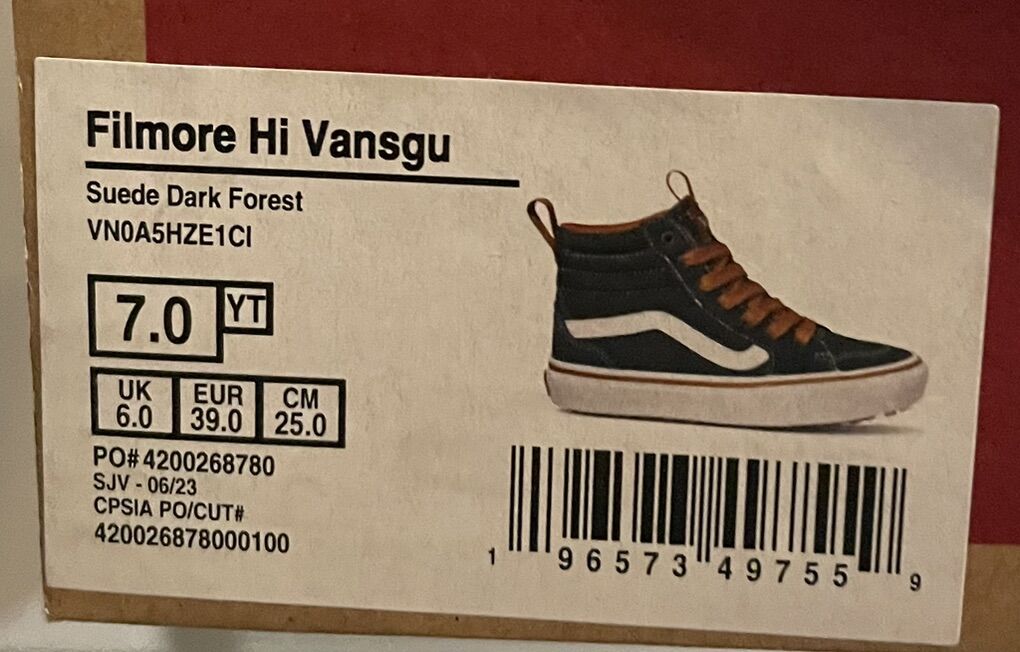 Filmore Hi Vansgu
Suede Dark Forest
VN0A5HZE1CI
7.0 YT
UK EUR CM
6.0 39.0 25.0
PO# 4200268780
SJV - 06/23
CPSIA PO/CUT#
420026878000100
1 96573 49755 9